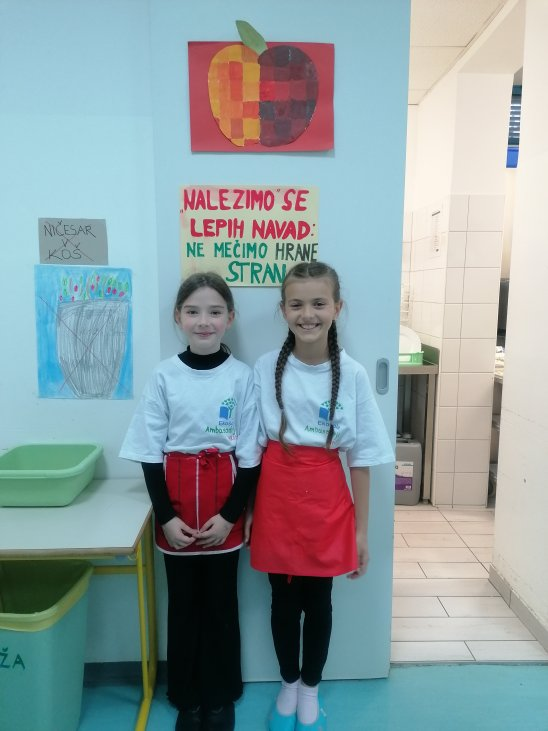 „NALEZIMO" SE
LEPIH NAVAD:
NE MEČIMO HRANE
STRAN
NIČESAR
V
KOŠ